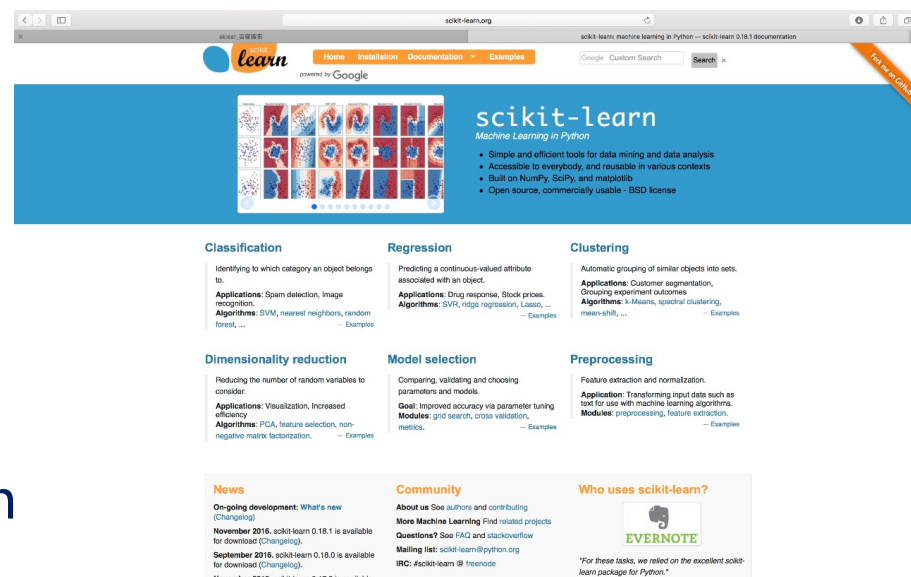 scikit-learn.org
sklear_百度搜索
scikit-learn: machine learning in Python — scikit-learn 0.18.1 documentation
scikit
learn
Home Installation Documentation Examples
Google Custom Search
Search ×
powered by Google
Fork me on GitHub
scikit-learn
Machine Learning in Python
Simple and efficient tools for data mining and data analysis
Accessible to everybody, and reusable in various contexts
Built on NumPy, SciPy, and matplotlib
Open source, commercially usable - BSD license
Classification
Identifying to which category an object belongs
to.
Applications: Spam detection, Image
recognition.
Algorithms: SVM, nearest neighbors, random
forest, ... — Examples
Regression
Predicting a continuous-valued attribute
associated with an object.
Applications: Drug response, Stock prices.
Algorithms: SVR, ridge regression, Lasso, ...
— Examples
Clustering
Automatic grouping of similar objects into sets.
Applications: Customer segmentation,
Grouping experiment outcomes
Algorithms: k-Means, spectral clustering,
mean-shift, ... — Examples
Dimensionality reduction
Reducing the number of random variables to
consider.
Applications: Visualization, Increased
efficiency
Algorithms: PCA, feature selection, non-
negative matrix factorization. — Examples
Model selection
Comparing, validating and choosing
parameters and models.
Goal: Improved accuracy via parameter tuning
Modules: grid search, cross validation,
metrics. — Examples
Preprocessing
Feature extraction and normalization.
Application: Transforming input data such as
text for use with machine learning algorithms.
Modules: preprocessing, feature extraction.
— Examples
n
News
On-going development: What's new
(Changelog)
November 2016. scikit-learn 0.18.1 is available
for download (Changelog).
September 2016. scikit-learn 0.18.0 is available
for download (Changelog).
Community
About us See authors and contributing
More Machine Learning Find related projects
Questions? See FAQ and stackoverflow
Mailing list: scikit-learn@python.org
IRC: #scikit-learn @ freenode
Who uses scikit-learn?
EVERNOTE
"For these tasks, we relied on the excellent scikit-
learn package for Python."